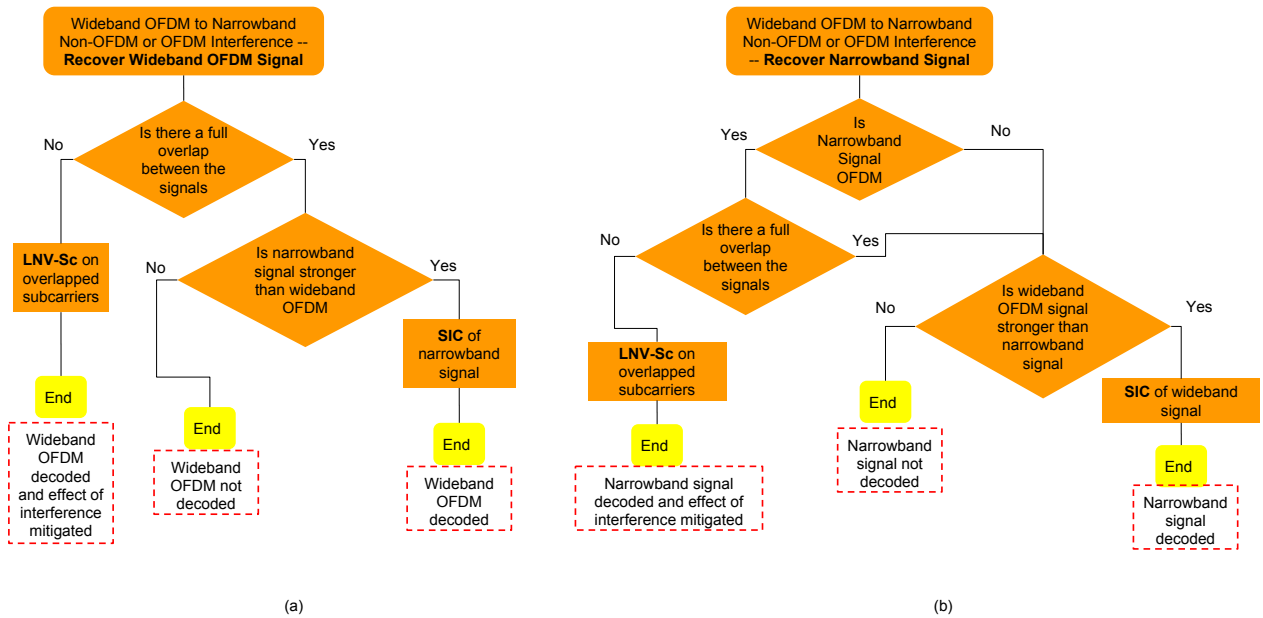 Wideband OFDM to Narrowband
Non-OFDM or OFDM Interference --
Recover Wideband OFDM Signal
No
Is there a full
overlap
between the
signals
Yes
LNV-Sc on
overlapped
subcarriers
No
Is narrowband
signal stronger
than wideband
OFDM
Yes
SIC of
narrowband
signal
End
Wideband
OFDM
decoded
and effect of
interference
mitigated
End
Wideband
OFDM not
decoded
End
Wideband
OFDM
decoded
(a)
Wideband OFDM to Narrowband
Non-OFDM or OFDM Interference
-- Recover Narrowband Signal
Yes
Is
Narrowband
Signal
OFDM
No
No
Is there a full
overlap
between the
signals
Yes
LNV-Sc on
overlapped
subcarriers
No
Is wideband
OFDM signal
stronger than
narrowband
signal
Yes
SIC of wideband
signal
End
Narrowband signal
decoded and effect of
interference mitigated
End
Narrowband
signal not
decoded
End
Narrowband
signal
decoded
(b)